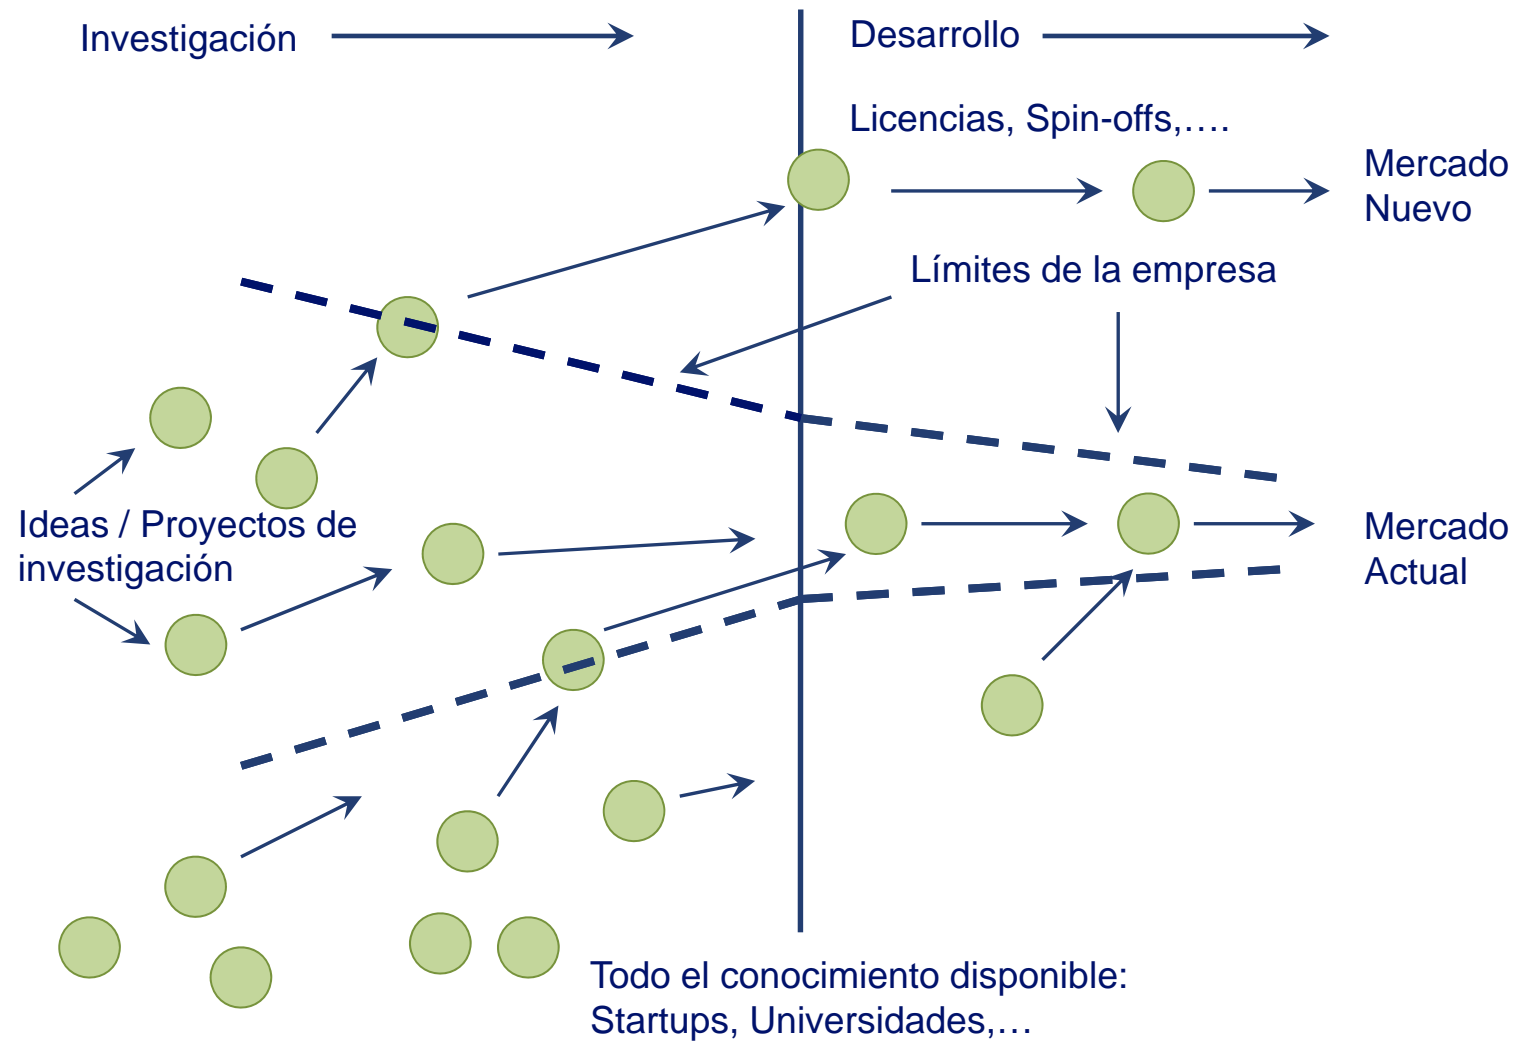 Investigación
Desarrollo
Licencias, Spin-offs,….
Mercado
Nuevo
Límites de la empresa
Ideas / Proyectos de
investigación
Mercado
Actual
Todo el conocimiento disponible:
Startups, Universidades,…